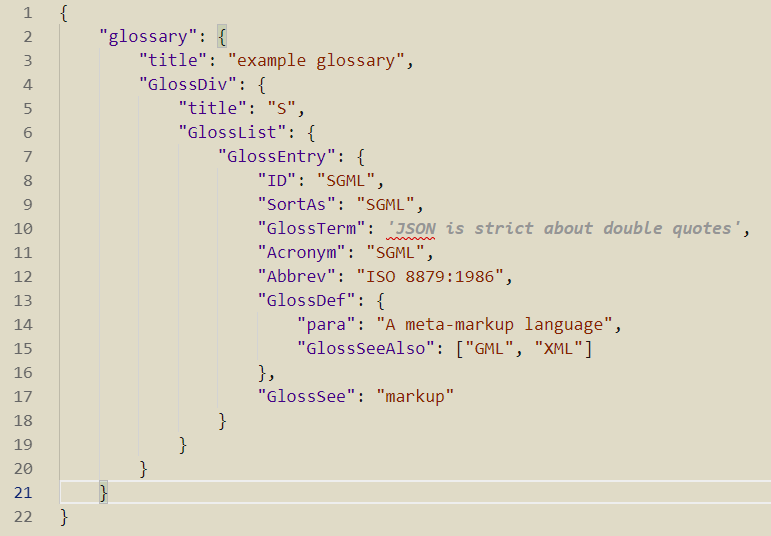 1 {
2     "glossary": {
3         "title": "example glossary",
4         "GlossDiv": {
5             "title": "S",
6             "GlossList": {
7                 "GlossEntry": {
8                     "ID": "SGML",
9                     "SortAs": "SGML",
10                     "GlossTerm": 'JSON is strict about double quotes',
11                     "Acronym": "SGML",
12                     "Abbrev": "ISO 8879:1986",
13                     "GlossDef": {
14                         "para": "A meta-markup language",
15                         "GlossSeeAlso": ["GML", "XML"]
16                     },
17                     "GlossSee": "markup"
18                 }
19             }
20         }
21     }
22 }